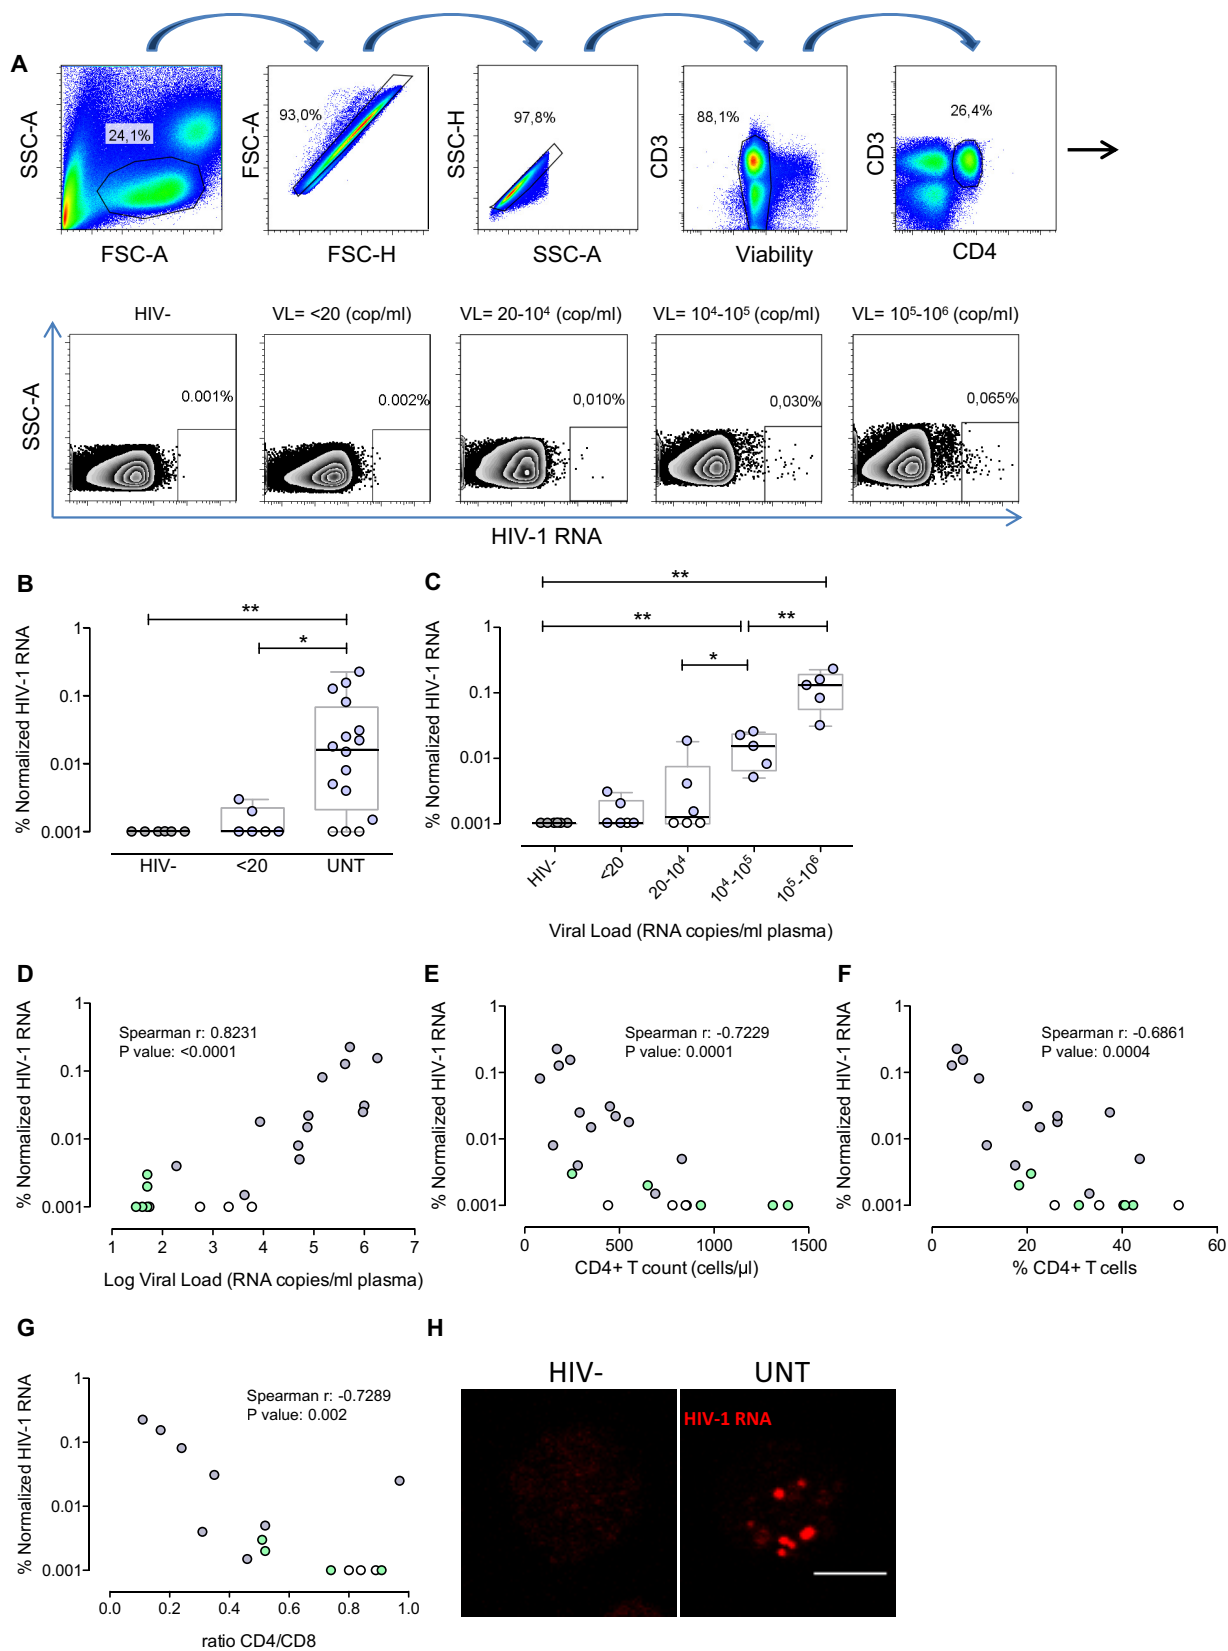 A
SSC-A
24,1%
FSC-A
FSC-A
93,0%
FSC-H
SSC-H
97,8%
SSC-A
CD3
88,1%
Viability
CD3
26,4%
CD4
HIV-
VL= <20 (cop/ml)
VL= 20-10⁴ (cop/ml)
VL= 10⁴-10⁵ (cop/ml)
VL= 10⁵-10⁶ (cop/ml)
SSC-A
0.001%
0.002%
0,010%
0,030%
0,065%
HIV-1 RNA
B
% Normalized HIV-1 RNA
1
0.1
0.01
0.001
**
*
HIV-
<20
UNT
C
% Normalized HIV-1 RNA
1
0.1
0.01
0.001
**
**
**
*
HIV-
<20
20-10⁴
10⁴-10⁵
10⁵-10⁶
Viral Load (RNA copies/ml plasma)
D
% Normalized HIV-1 RNA
1
0.1
0.01
0.001
Spearman r: 0.8231
P value: <0.0001
1 2 3 4 5 6 7
Log Viral Load (RNA copies/ml plasma)
E
% Normalized HIV-1 RNA
1
0.1
0.01
0.001
Spearman r: -0.7229
P value: 0.0001
0 500 1000 1500
CD4+ T count (cells/µl)
F
% Normalized HIV-1 RNA
1
0.1
0.01
0.001
Spearman r: -0.6861
P value: 0.0004
0 20 40 60
% CD4+ T cells
G
% Normalized HIV-1 RNA
1
0.1
0.01
0.001
Spearman r: -0.7289
P value: 0.002
0.0 0.2 0.4 0.6 0.8 1.0
ratio CD4/CD8
H
HIV-
UNT
HIV-1 RNA